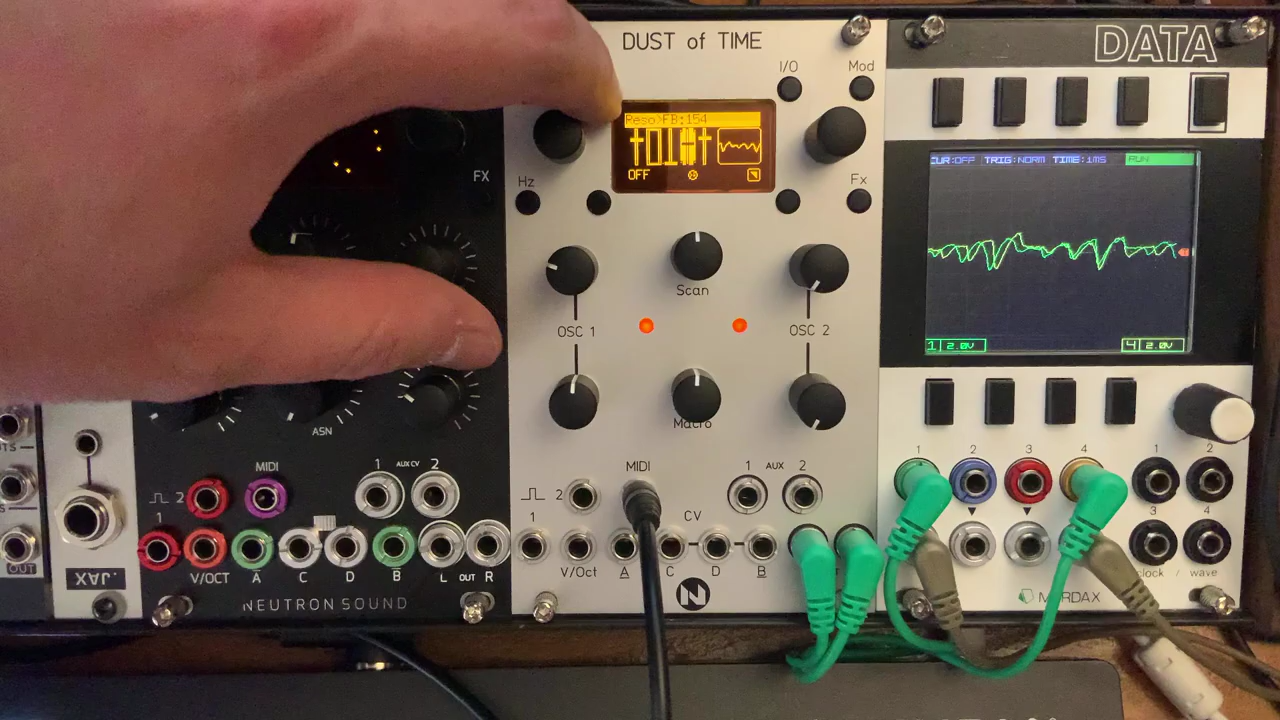 DUST of TIME
DATA
I/O
Mod
Reso>FB:154
OFF
FX
Hz
Fx
CUR:OFF TRIG:NORM TIME:1MS RUN
Scan
OSC 1
OSC 2
1 2.0V
4 2.0V
Macro
ASN
MIDI
1 AUX CV 2
2
1
V/OCT
A
C
D
B
L OUT R
NEUTRON SOUND
JAX.
OUT
MIDI
1 AUX 2
2
1
CV
V/Oct
A
C
D
B
N
1 2 3 4
1 2
3 4
clock / wave
MORDAX